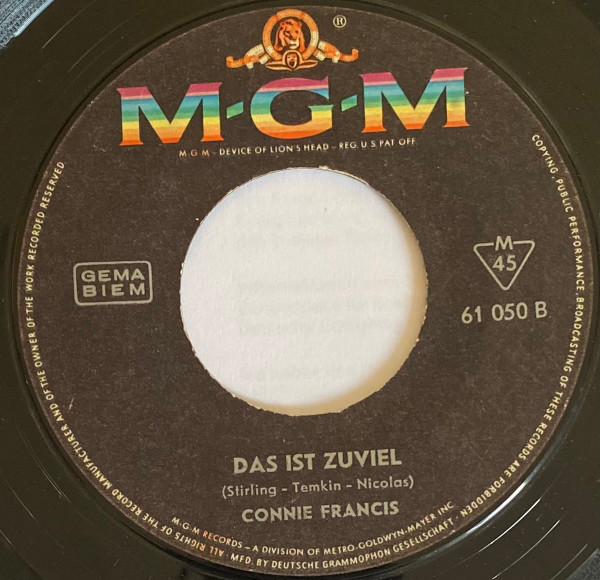 ®
M-G-M
M.G.M - DEVICE OF LION'S HEAD - REG. U.S. PAT. OFF.
GEMA
BIEM
M
45
61 050 B
DAS IST ZUVIEL
(Stirling - Temkin - Nicolas)
CONNIE FRANCIS
M-G-M RECORDS - A DIVISION OF METRO-GOLDWYN-MAYER INC
· MFD. BY DEUTSCHE GRAMMOPHON GESELLSCHAFT ·
ALL RIGHTS OF THE RECORD MANUFACTURER AND OF THE OWNER OF THE WORK RECORDED RESERVED
COPYING, PUBLIC PERFORMANCE, BROADCASTING OF THESE RECORDS ARE FORBIDDEN